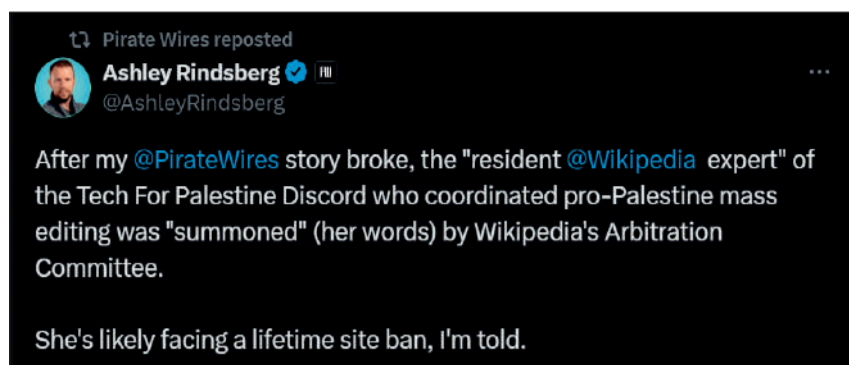 Pirate Wires reposted
Ashley Rindsberg
@AshleyRindsberg
After my @PirateWires story broke, the "resident @Wikipedia expert" of
the Tech For Palestine Discord who coordinated pro-Palestine mass
editing was "summoned" (her words) by Wikipedia's Arbitration
Committee.
She's likely facing a lifetime site ban, I'm told.